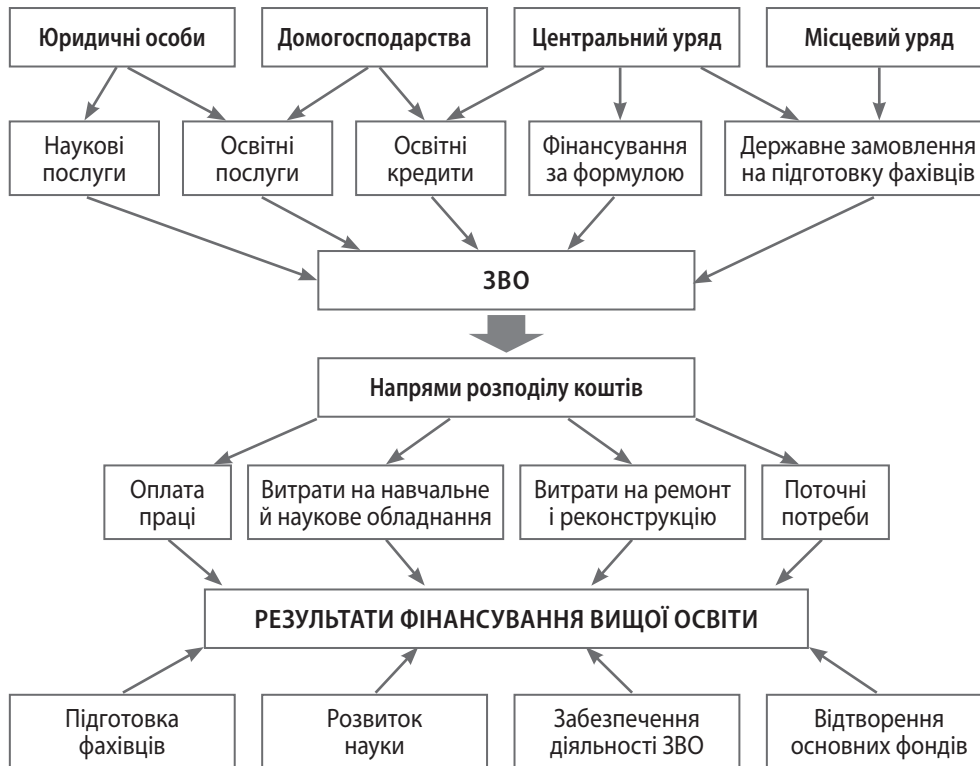 Юридичні особи
Домогосподарства
Центральний уряд
Місцевий уряд
Наукові
послуги
Освітні
послуги
Освітні
кредити
Фінансування
за формулою
Державне замовлення
на підготовку фахівців
ЗВО
Напрями розподілу коштів
Оплата
праці
Витрати на навчальне
й наукове обладнання
Витрати на ремонт
і реконструкцію
Поточні
потреби
РЕЗУЛЬТАТИ ФІНАНСУВАННЯ ВИЩОЇ ОСВІТИ
Підготовка
фахівців
Розвиток
науки
Забезпечення
діяльності ЗВО
Відтворення
основних фондів